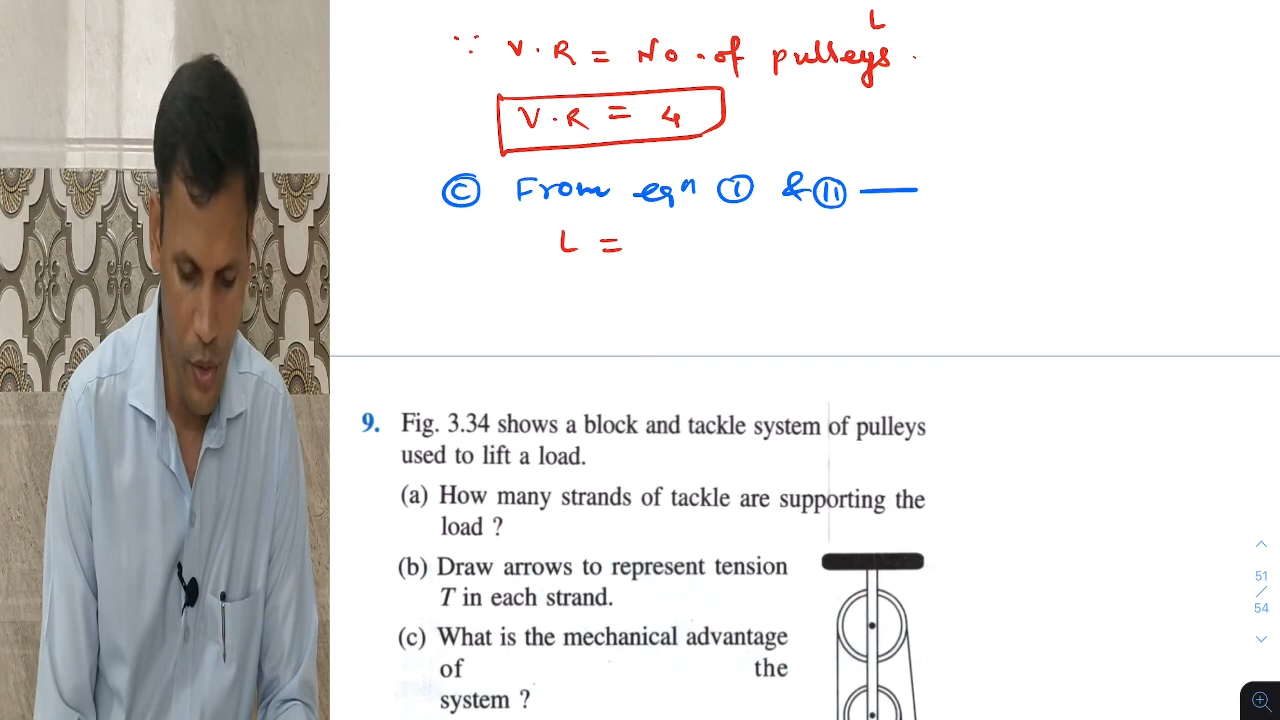 L
∵ V.R = No. of pulleys.
V.R = 4
Ⓒ From eqⁿ Ⓘ & Ⓘⓘ —
L =
9. Fig. 3.34 shows a block and tackle system of pulleys
used to lift a load.
(a) How many strands of tackle are supporting the
load ?
(b) Draw arrows to represent tension
T in each strand.
(c) What is the mechanical advantage
of the
system ?
51
/
54